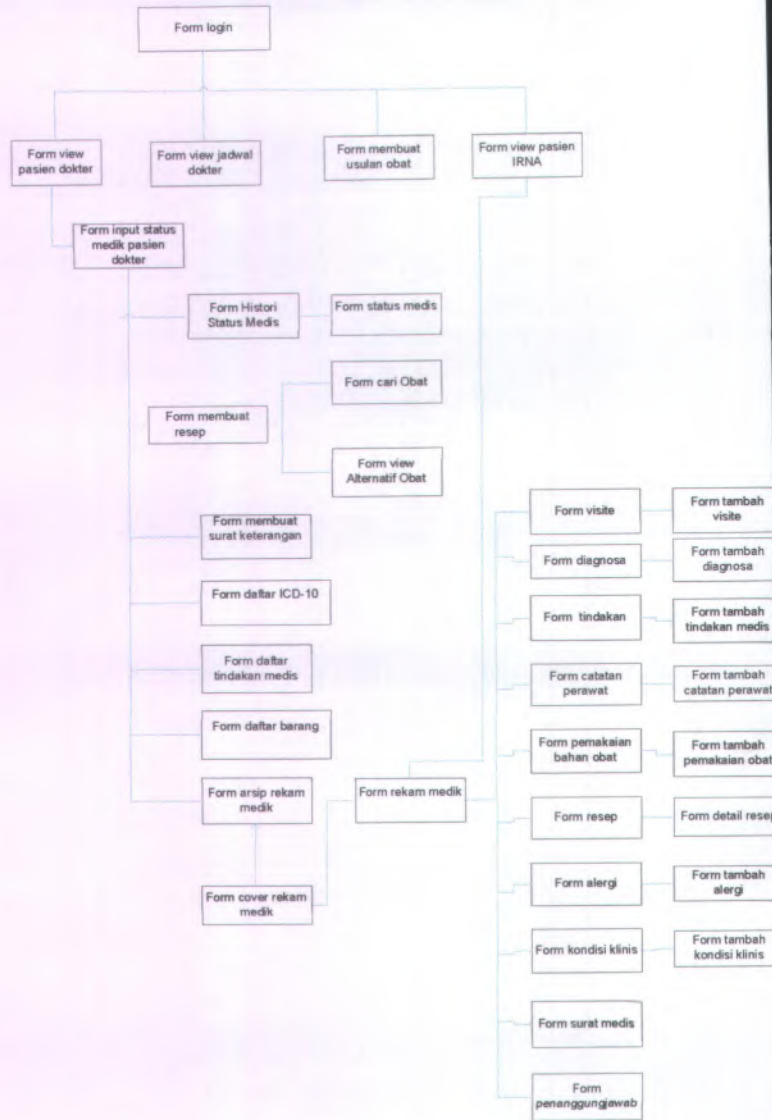 Form login
Form view
pasien dokter
Form view jadwal
dokter
Form membuat
usulan obat
Form view pasien
IRNA
Form input status
medik pasien
dokter
Form Histori
Status Medis
Form status medis
Form cari Obat
Form membuat
resep
Form view
Alternatif Obat
Form membuat
surat keterangan
Form daftar ICD-10
Form daftar
tindakan medis
Form daftar barang
Form arsip rekam
medik
Form cover rekam
medik
Form rekam medik
Form visite
Form tambah
visite
Form diagnosa
Form tambah
diagnosa
Form tindakan
Form tambah
tindakan medis
Form catatan
perawat
Form tambah
catatan perawat
Form pemakaian
bahan obat
Form tambah
pemakaian obat
Form resep
Form detail resep
Form alergi
Form tambah
alergi
Form kondisi klinis
Form tambah
kondisi klinis
Form surat medis
Form
penanggungjawab